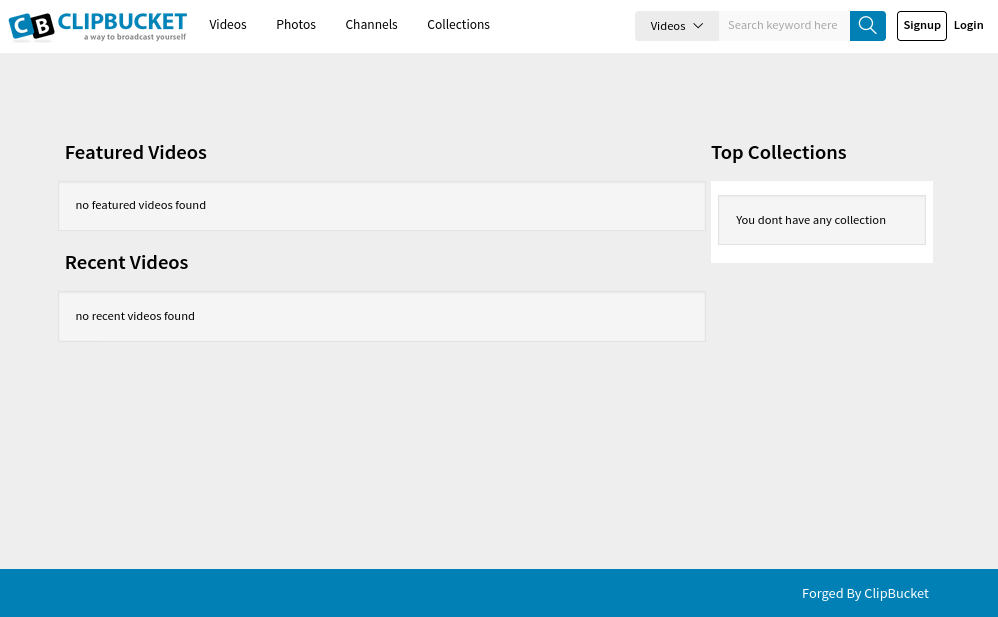 CB CLIPBUCKET
a way to broadcast yourself
Videos Photos Channels Collections
Videos
Search keyword here
Signup Login
Featured Videos
no featured videos found
Recent Videos
no recent videos found
Top Collections
You dont have any collection
Forged By ClipBucket